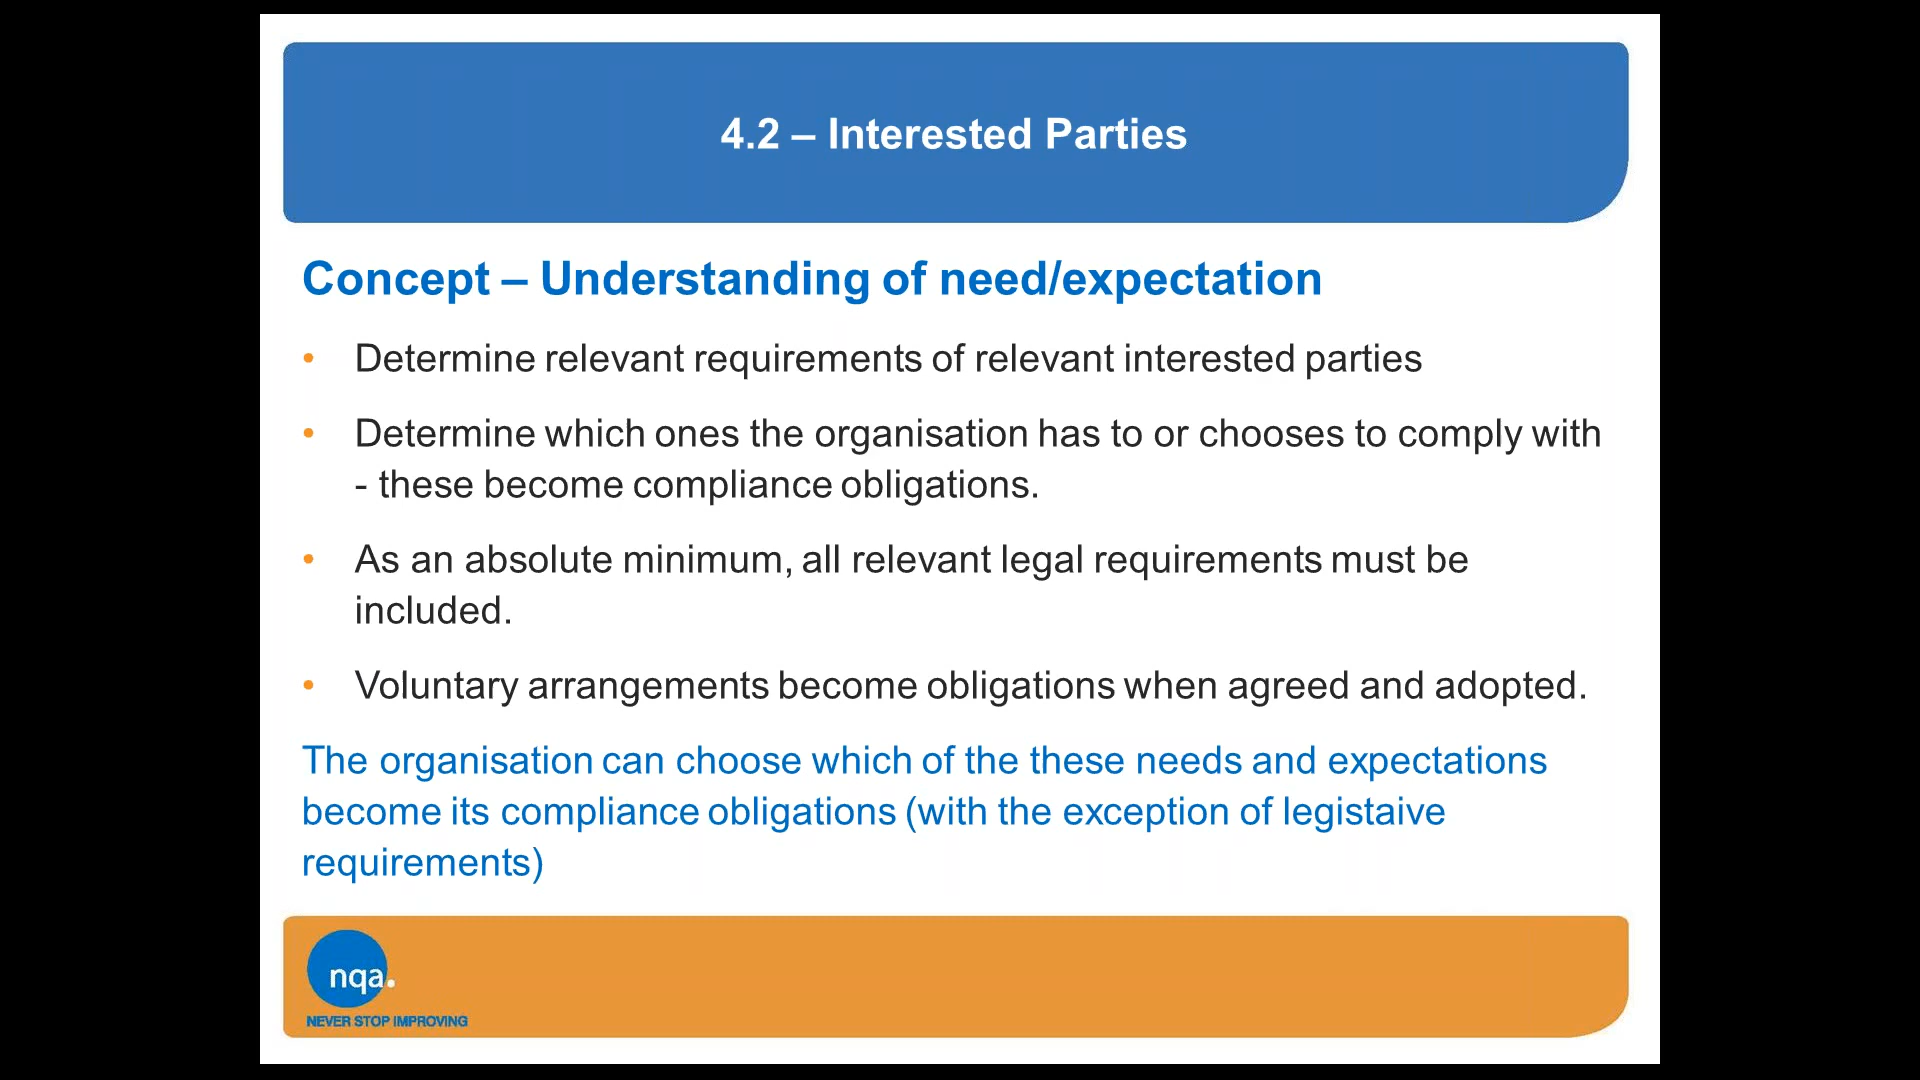 4.2 – Interested Parties
Concept – Understanding of need/expectation
• Determine relevant requirements of relevant interested parties
• Determine which ones the organisation has to or chooses to comply with
- these become compliance obligations.
• As an absolute minimum, all relevant legal requirements must be
included.
• Voluntary arrangements become obligations when agreed and adopted.
The organisation can choose which of the these needs and expectations
become its compliance obligations (with the exception of legistaive
requirements)
nqa.
NEVER STOP IMPROVING